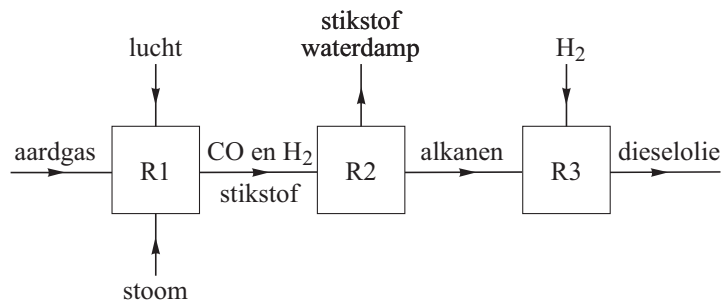 stikstof
waterdamp
lucht
H₂
aardgas
R1
CO en H₂
stikstof
R2
alkanen
R3
dieselolie
stoom